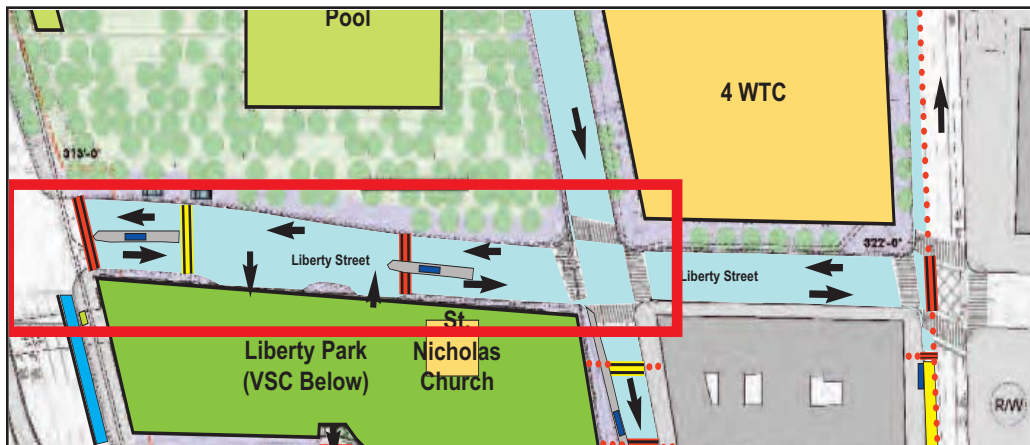 Pool
4 WTC
313'-0"
322'-0"
Liberty Street
Liberty Street
St.
Nicholas
Church
Liberty Park
(VSC Below)
R/W